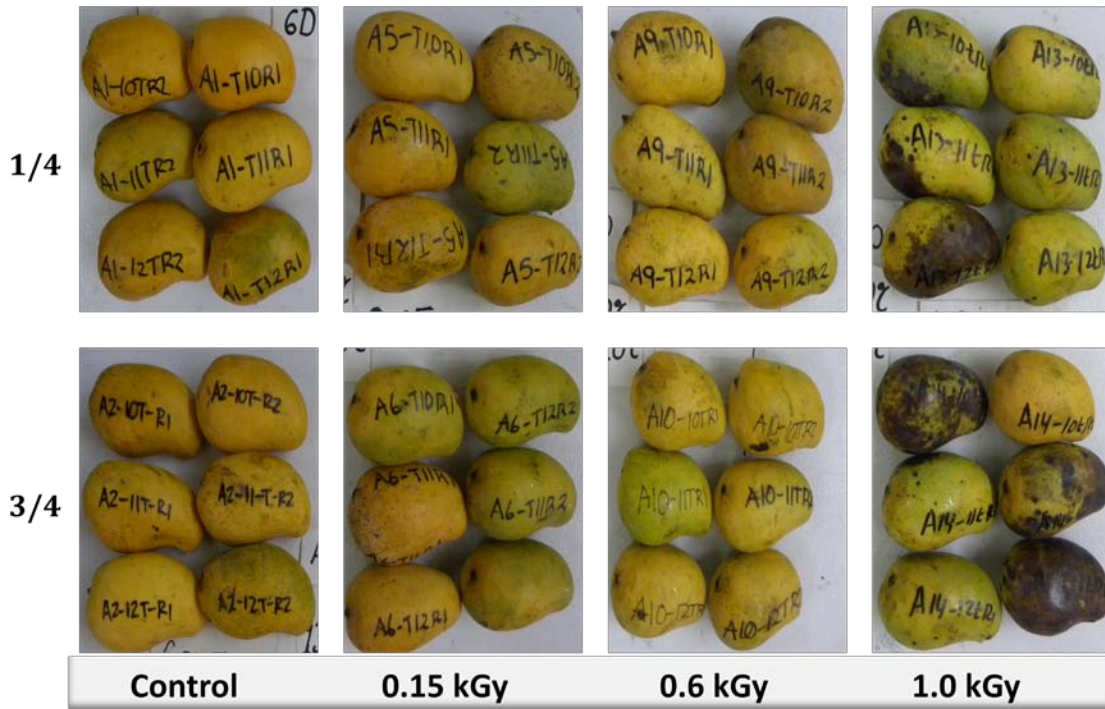 6D
A1-10TR2 A1-T10R1
1/4
A1-11TR2 A1-T11R1
A1-12TR2 A1-T12R1
A5-T10R1 A5-T10R2
A5-T11R1 A5-T11R2
A5-T12R1 A5-T12R2
A9-T10R1 A9-T10R2
A9-T11R1 A9-T11R2
A9-T12R1 A9-T12R2
A13-10tR2
A13-11tR2 A13-11tR1
A13-12tR1
3/4
A2-10T-R1 A2-10T-R2
A2-11T-R1 A2-11-T-R2
A2-12T-R1 A2-12T-R2
A6-T10R1 A6-T12R2
A6-T11R1 A6-T11R2
A6-T12R1
A10-10TR1 A10-10TR2
A10-11TR1 A10-11TR2
A10-12TR1 A10-12TR2
A14-10tR
A14-11tR1
A14-12tR1
Control 0.15 kGy 0.6 kGy 1.0 kGy